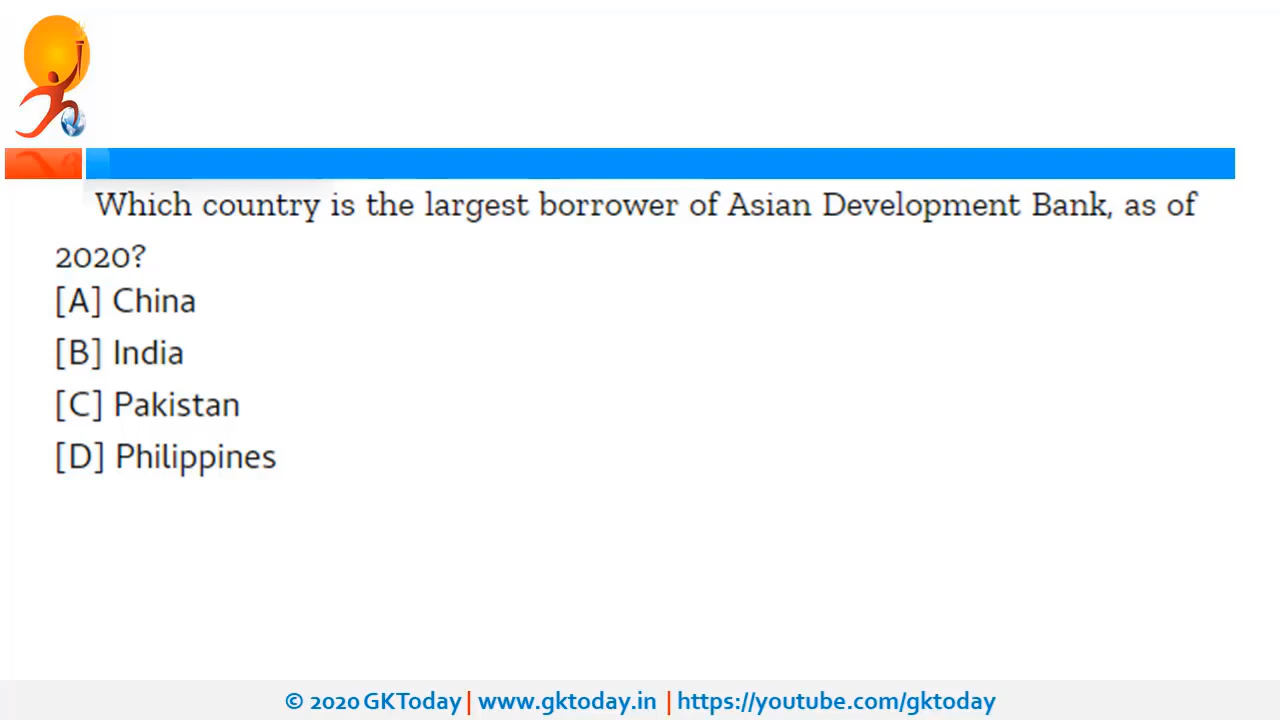 Which country is the largest borrower of Asian Development Bank, as of
2020?
[A] China
[B] India
[C] Pakistan
[D] Philippines
© 2020 GKToday | www.gktoday.in | https://youtube.com/gktoday